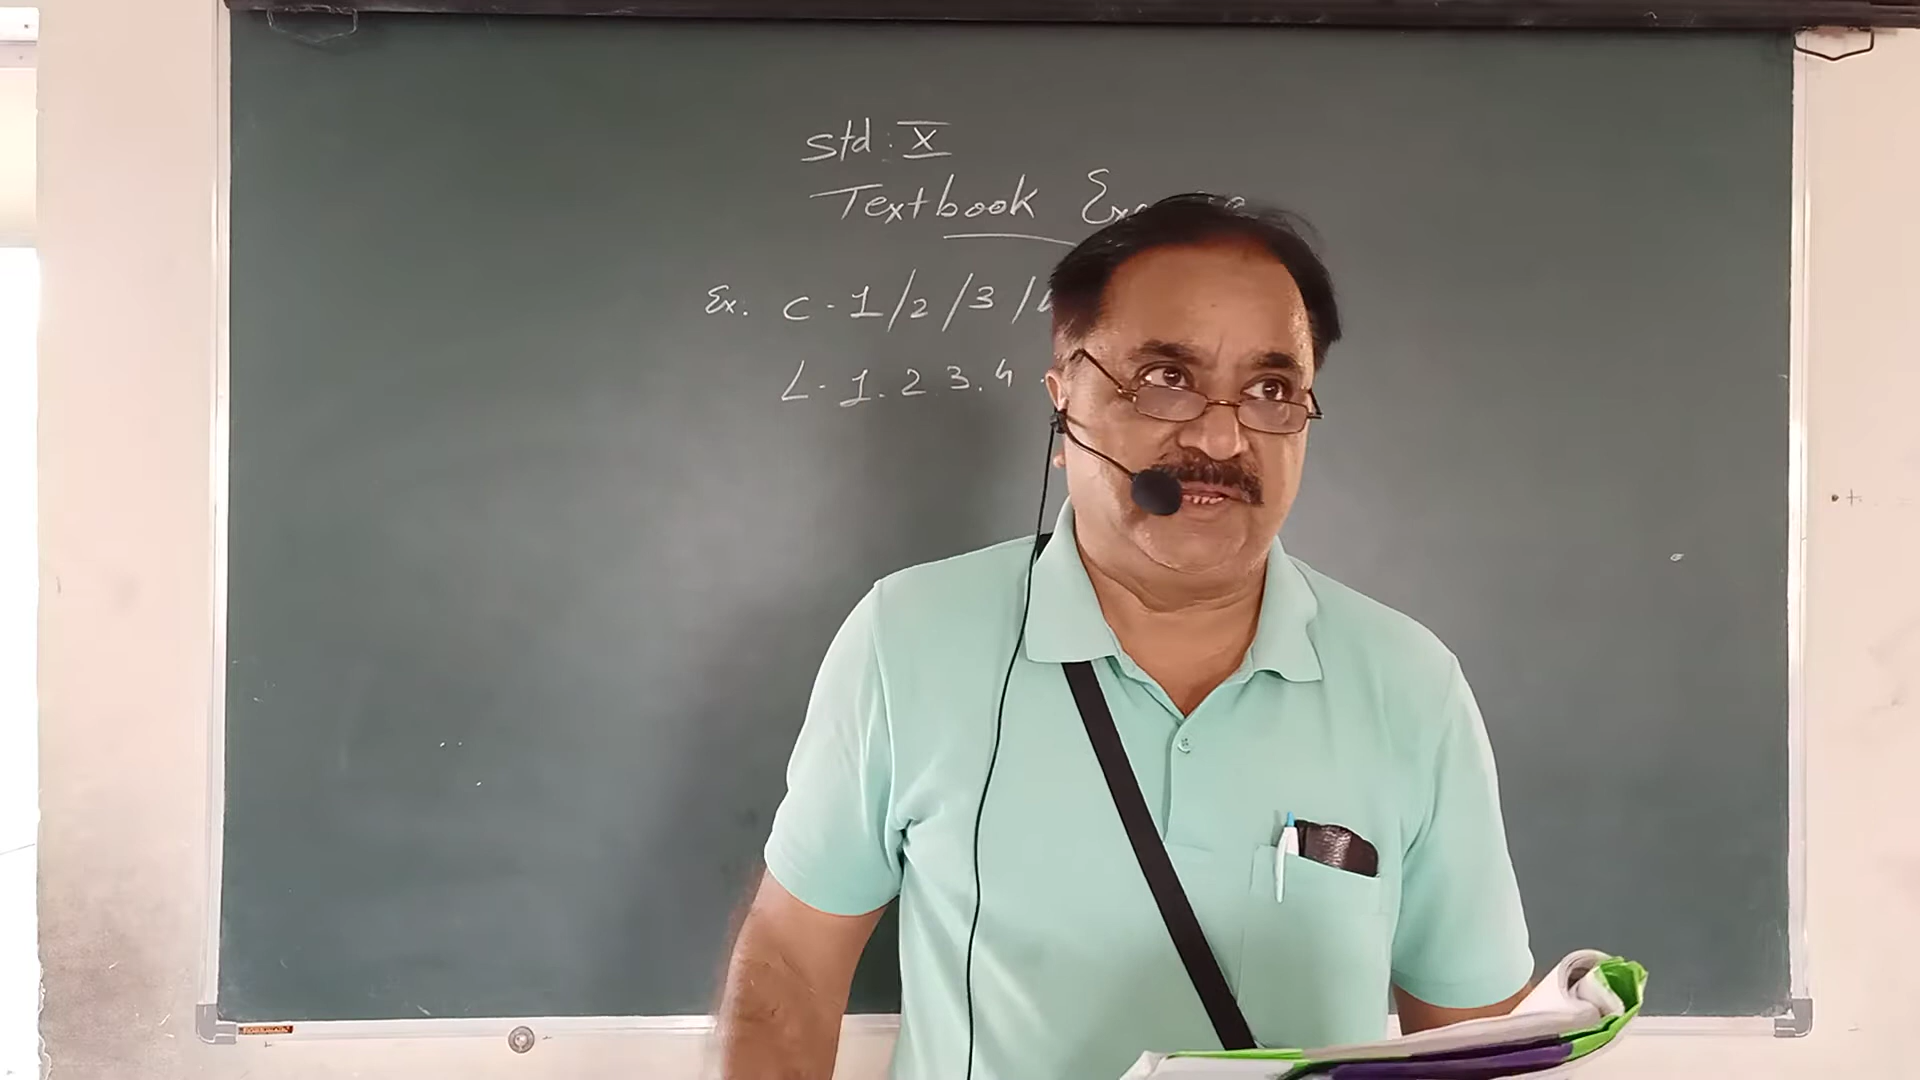 Std : X
Textbook
Ex. C - 1/2/3/
L - 1. 2 3. 4